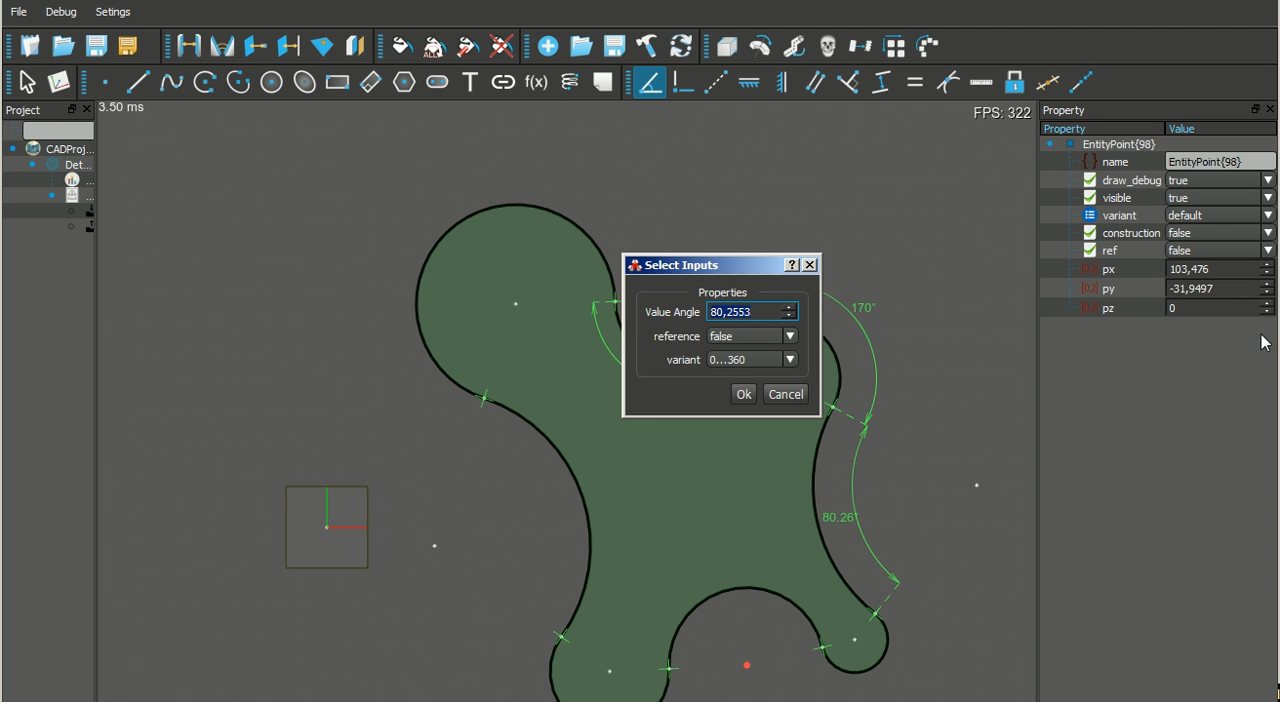 File Debug Setings
ALL
T f(x)
Project
3.50 ms
FPS: 322
CADProj...
Det...
...
...
Select Inputs
Properties
Value Angle 80,2553
reference false
variant 0...360
Ok Cancel
170°
80.26°
Property
Property Value
EntityPoint{98}
name EntityPoint{98}
draw_debug true
visible true
variant default
construction false
ref false
px 103,476
py -31,9497
pz 0